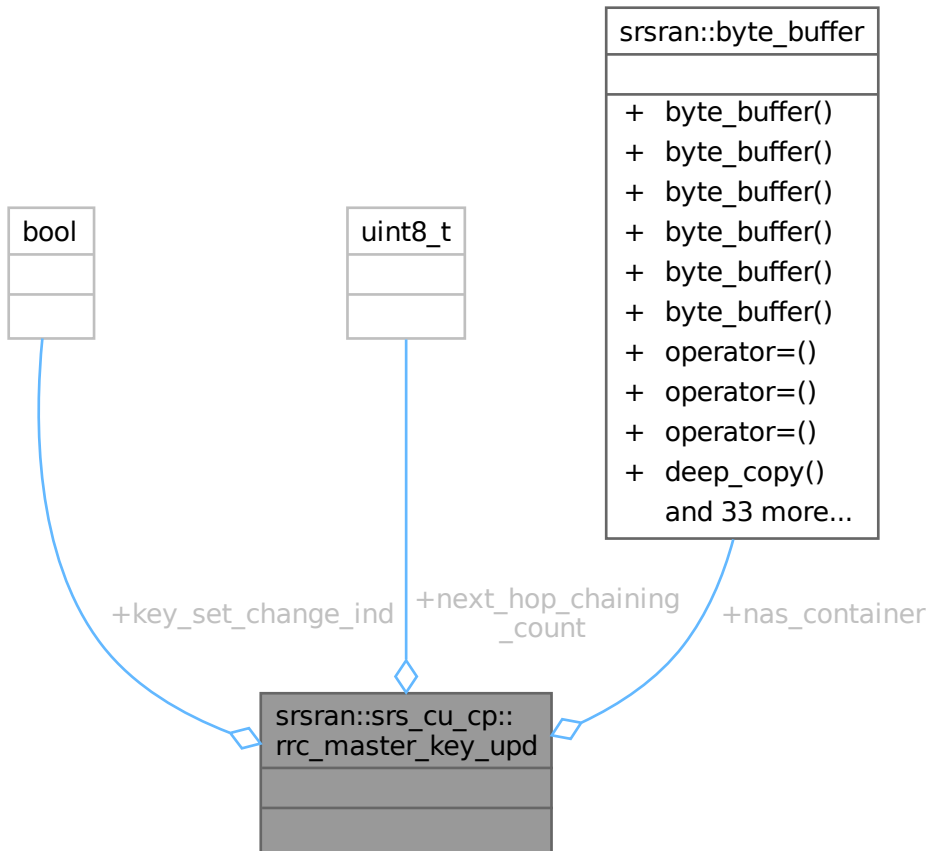 srsran::byte_buffer
+ byte_buffer()
+ byte_buffer()
+ byte_buffer()
+ byte_buffer()
+ byte_buffer()
+ byte_buffer()
+ operator=()
+ operator=()
+ operator=()
+ deep_copy()
and 33 more...
bool
uint8_t
+key_set_change_ind
+next_hop_chaining
_count
+nas_container
srsran::srs_cu_cp::
rrc_master_key_upd